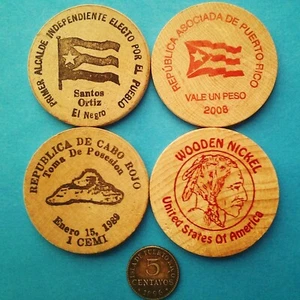 PRIMER ALCALDE INDEPENDIENTE ELECTO POR EL PUEBLO
Santos
Ortiz
El Negro
REPÚBLICA ASOCIADA DE PUERTO RICO
VALE UN PESO
2008
REPUBLICA DE CABO ROJO
Toma De Posesion
Enero 15, 1989
1 CEMI
WOODEN NICKEL
United States Of America
5
CENTAVOS